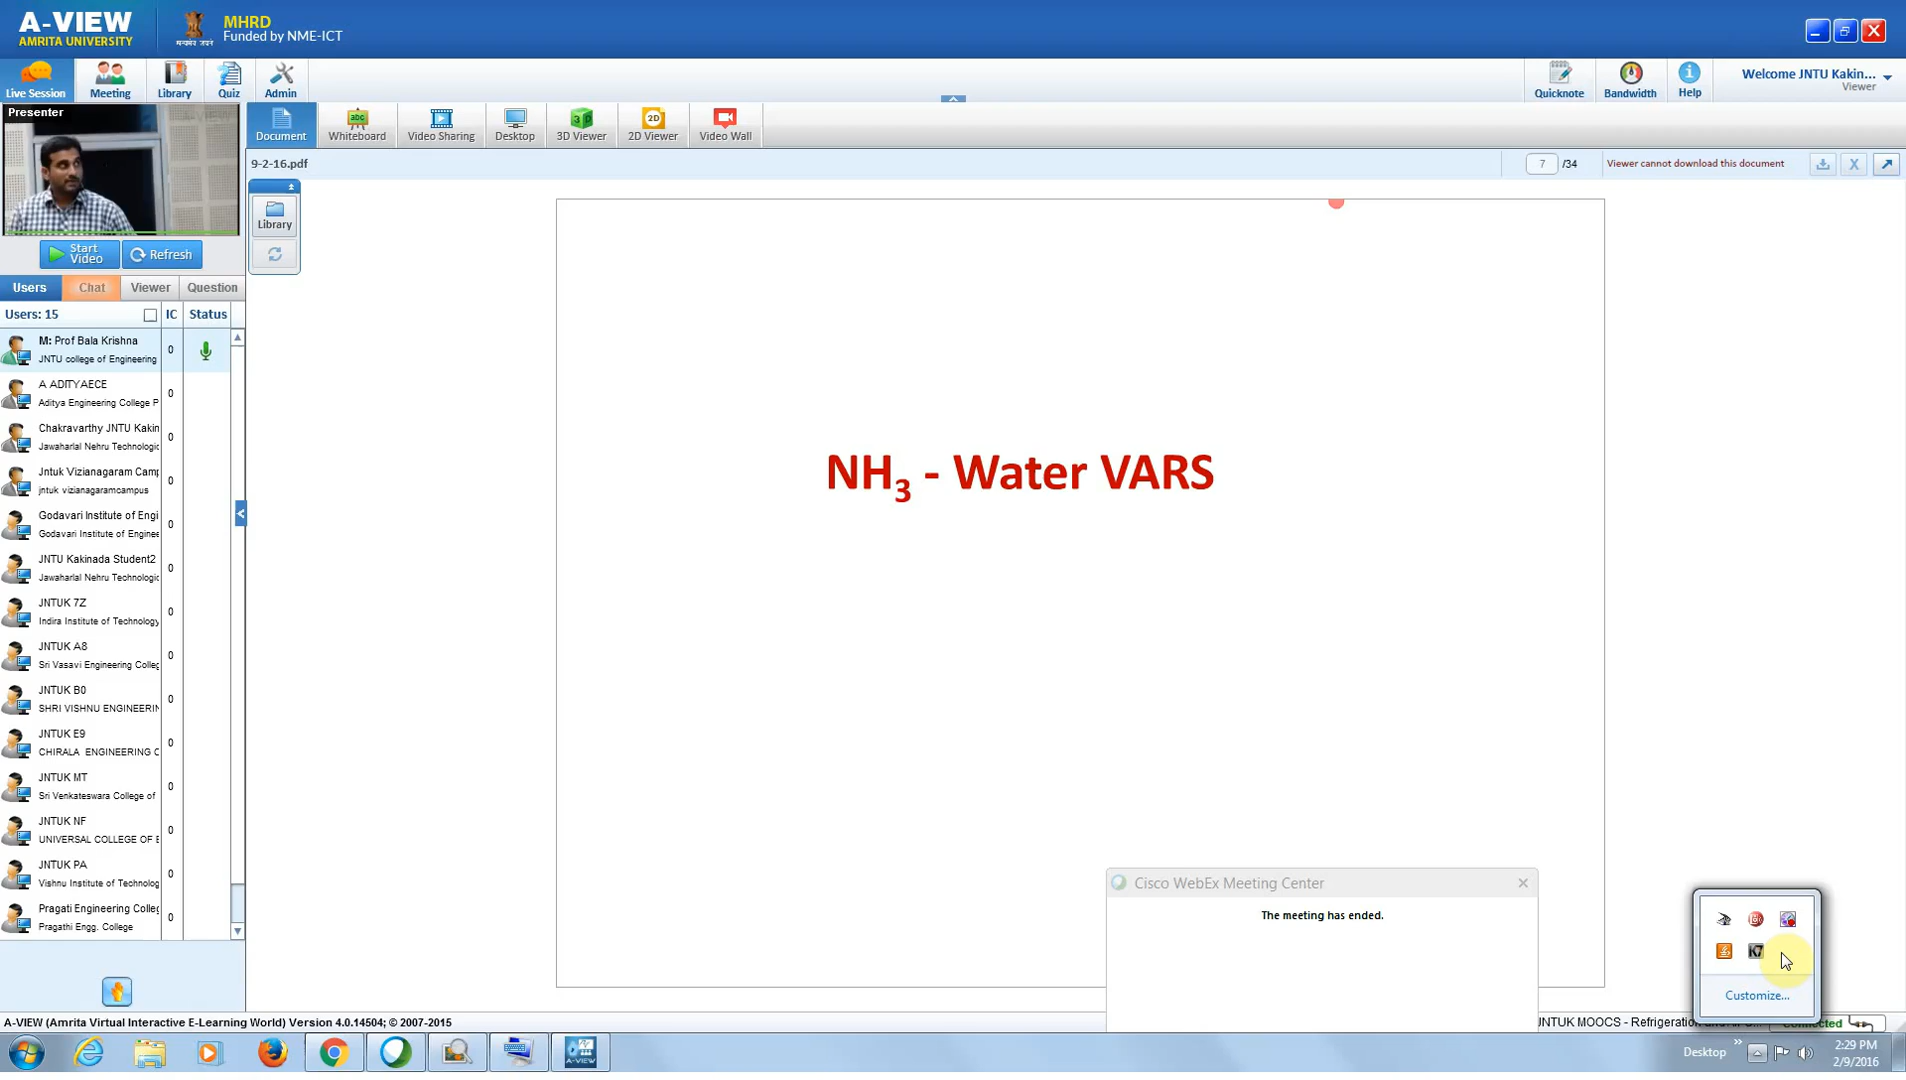 A-VIEW
AMRITA UNIVERSITY
सत्यमेव जयते
MHRD
Funded by NME-ICT
Live Session
Meeting
Library
Quiz
Admin
Quicknote
Bandwidth
Help
Welcome JNTU Kakin...
Viewer
Presenter
Document
Whiteboard
Video Sharing
Desktop
3D Viewer
2D Viewer
Video Wall
9-2-16.pdf
7 /34
Viewer cannot download this document
X
Library
Start Video
Refresh
Users
Chat
Viewer
Question
Users: 15
IC
Status
M: Prof Bala Krishna
JNTU college of Engineering
0
A ADITYAECE
Aditya Engineering College P
0
Chakravarthy JNTU Kakin
Jawaharlal Nehru Technologic
0
Jntuk Vizianagaram Camp
jntuk vizianagaramcampus
0
Godavari Institute of Engi
Godavari Institute of Enginee
0
JNTU Kakinada Student2
Jawaharlal Nehru Technologic
0
JNTUK 7Z
Indira Institute of Technology
0
JNTUK A8
Sri Vasavi Engineering Colleg
0
JNTUK B0
SHRI VISHNU ENGINEERIN
0
JNTUK E9
CHIRALA ENGINEERING C
0
JNTUK MT
Sri Venkateswara College of
0
JNTUK NF
UNIVERSAL COLLEGE OF E
0
JNTUK PA
Vishnu Institute of Technolog
0
Pragati Engineering Colleg
Pragathi Engg. College
0
NH3 - Water VARS
Cisco WebEx Meeting Center
The meeting has ended.
K7
Customize...
A-VIEW (Amrita Virtual Interactive E-Learning World) Version 4.0.14504; © 2007-2015
JNTUK MOOCS - Refrigeration
Connected
A-VIEW
Desktop
2:29 PM
2/9/2016